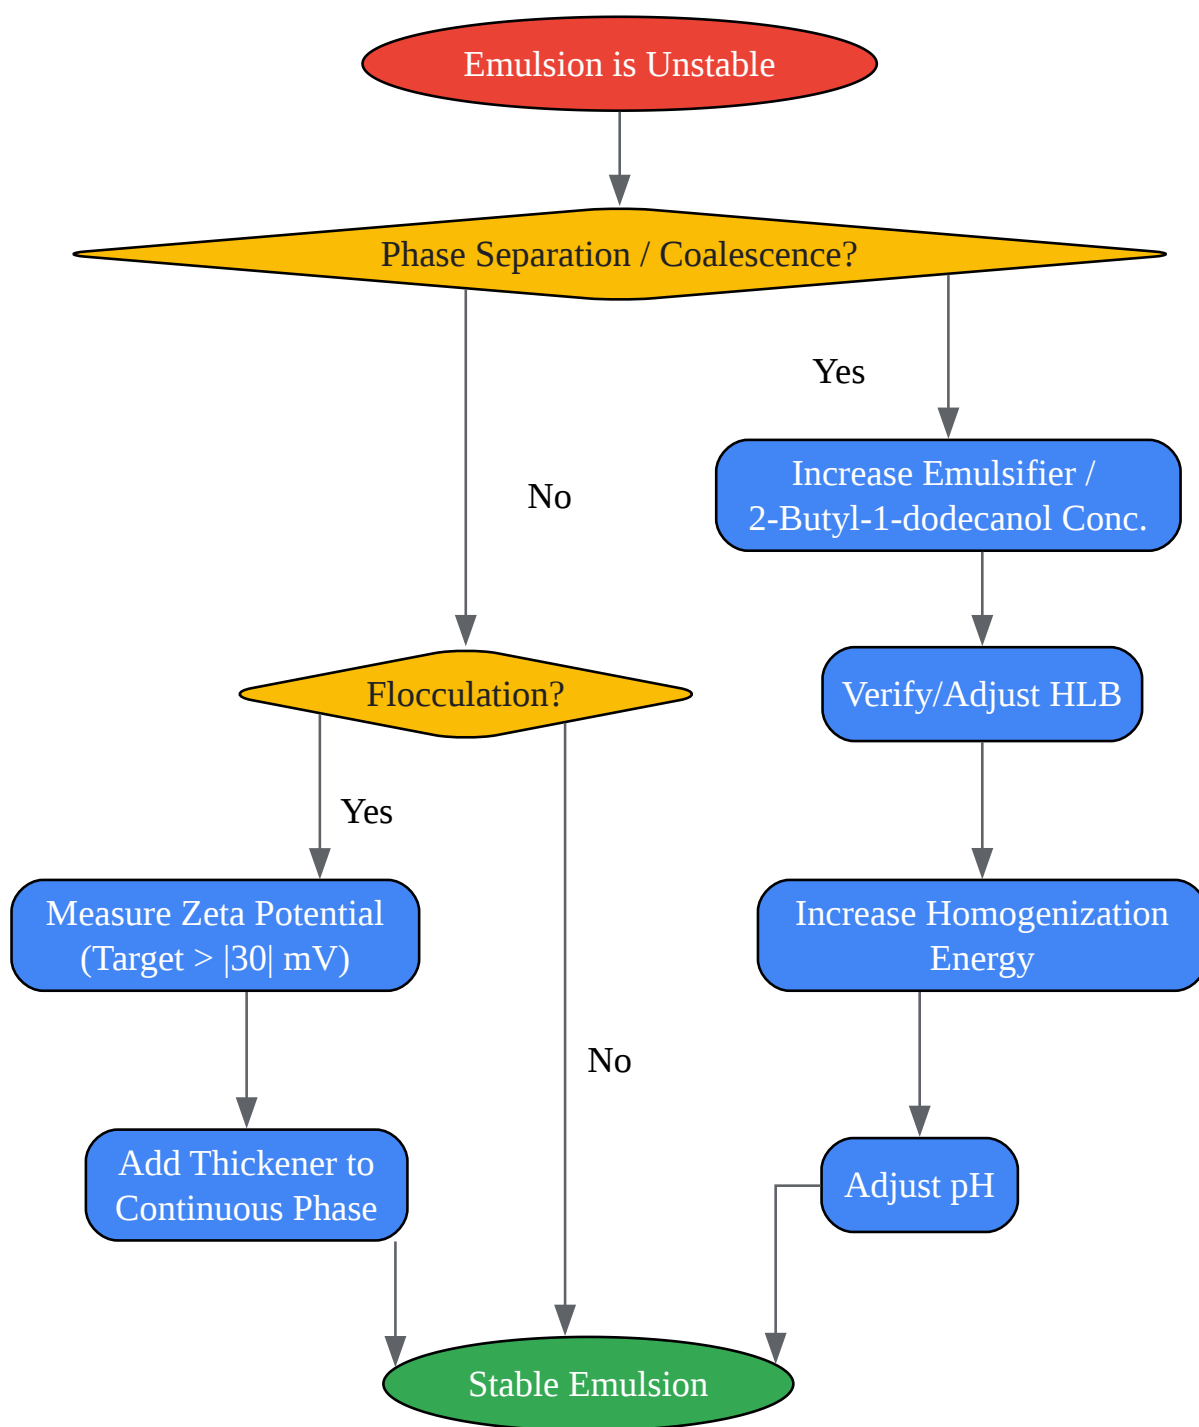 Emulsion is Unstable
Phase Separation / Coalescence?
Yes
Increase Emulsifier /
2-Butyl-1-dodecanol Conc.
No
Flocculation?
Verify/Adjust HLB
Yes
Measure Zeta Potential
(Target > |30| mV)
Increase Homogenization
Energy
No
Add Thickener to
Continuous Phase
Adjust pH
Stable Emulsion